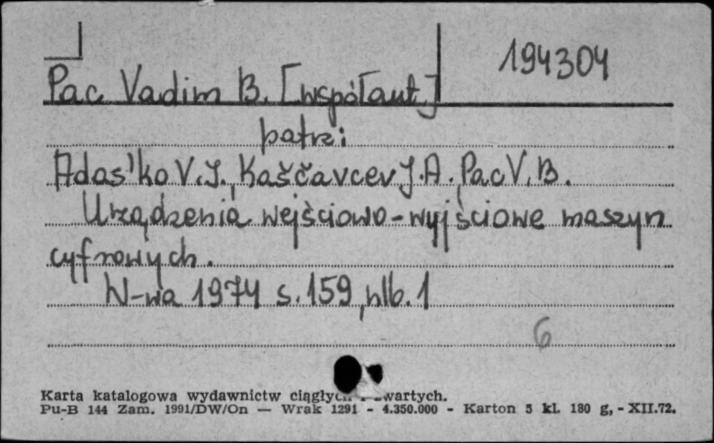 194304
Pac Vadim B. [współaut.]
patrz:
Adas'ko V.I., Kaščavcev J.A., Pac V.B.
Urządzenia wejściowo-wyjściowe maszyn
cyfrowych.
W-wa 1974 s.159, nlb.1
6
Karta katalogowa wydawnictw ciągłych i zwartych.
Pu-B 144 Zam. 1991/DW/On — Wrak 1291 - 4.350.000 - Karton 5 kl. 180 g, - XII.72.